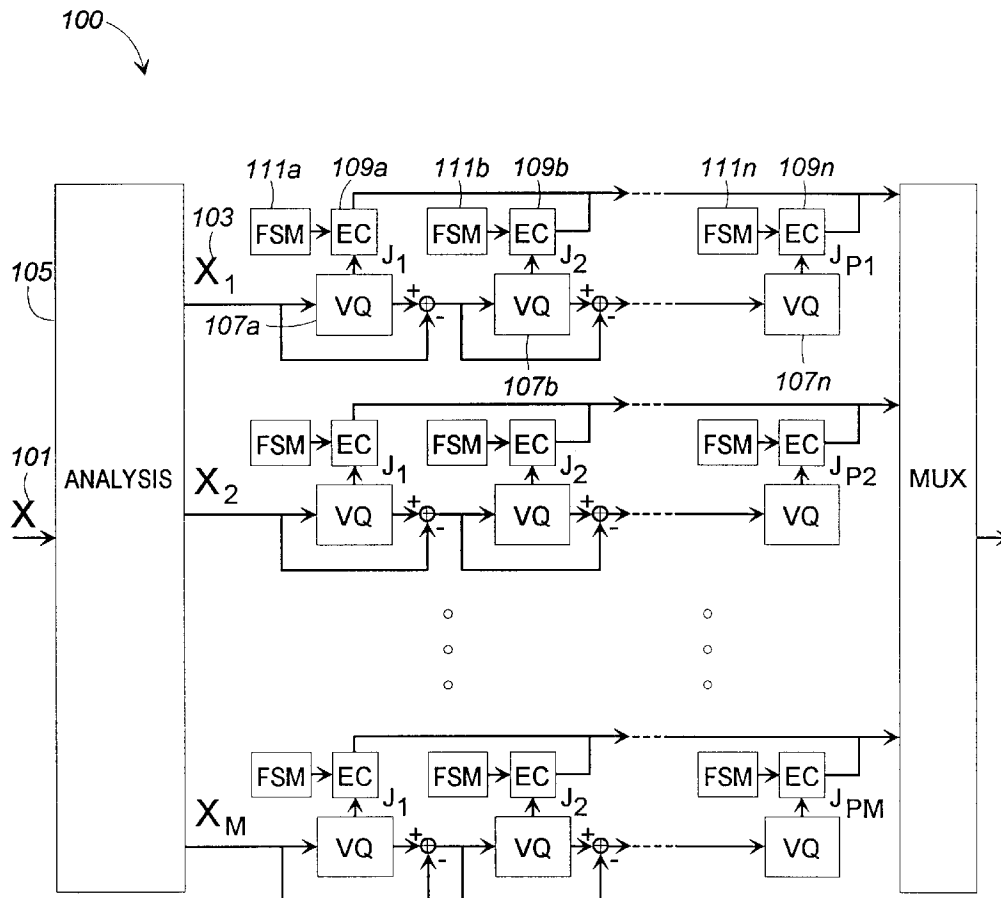 100
111a 109a 111b 109b 111n 109n
FSM EC FSM EC FSM EC
103
J1 J2 JP1
105
X1
VQ + - VQ + - VQ
107a
107b 107n
FSM EC FSM EC FSM EC
J1 J2 JP2
101
ANALYSIS X2 MUX
X
VQ + - VQ + - VQ
FSM EC FSM EC FSM EC
J1 J2 JPM
XM
VQ + - VQ + - VQ